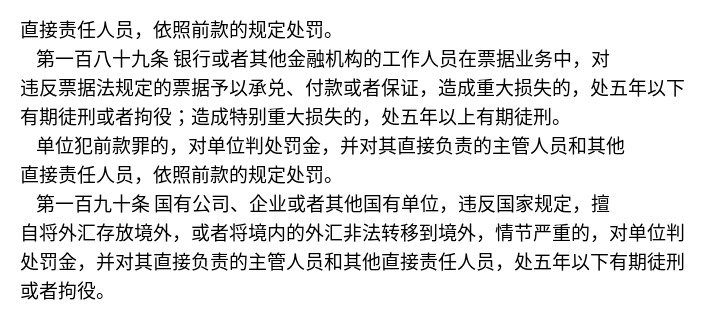 直接责任人员，依照前款的规定处罚。
第一百八十九条 银行或者其他金融机构的工作人员在票据业务中，对
违反票据法规定的票据予以承兑、付款或者保证，造成重大损失的，处五年以下
有期徒刑或者拘役；造成特别重大损失的，处五年以上有期徒刑。
单位犯前款罪的，对单位判处罚金，并对其直接负责的主管人员和其他
直接责任人员，依照前款的规定处罚。
第一百九十条 国有公司、企业或者其他国有单位，违反国家规定，擅
自将外汇存放境外，或者将境内的外汇非法转移到境外，情节严重的，对单位判
处罚金，并对其直接负责的主管人员和其他直接责任人员，处五年以下有期徒刑
或者拘役。